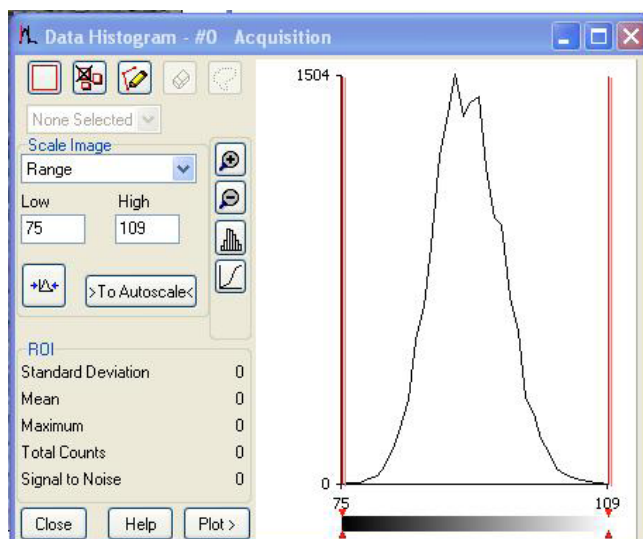 Data Histogram - #0 Acquisition
None Selected
Scale Image
Range
Low High
75 109
>To Autoscale<
ROI
Standard Deviation 0
Mean 0
Maximum 0
Total Counts 0
Signal to Noise 0
Close Help Plot >
1504
0
75 109